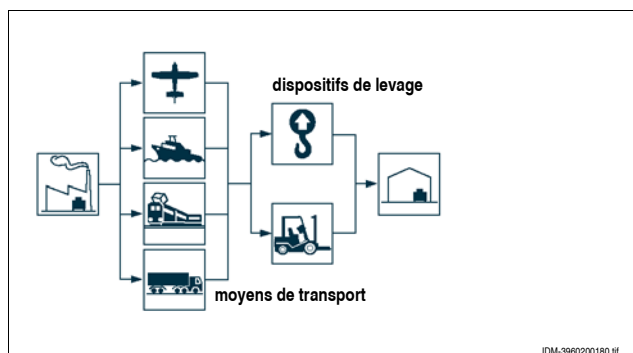 dispositifs de levage
moyens de transport
IDM-3960200180.tif